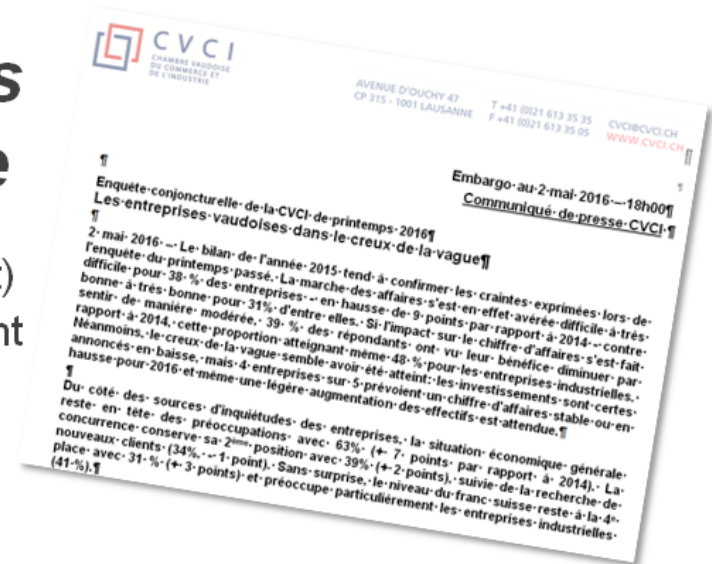 s
e
t)
nt
CVCI
CHAMBRE VAUDOISE
DU COMMERCE ET
DE L'INDUSTRIE
AVENUE D'OUCHY 47
CP 315 - 1001 LAUSANNE
T +41 (0)21 613 35 35
F +41 (0)21 613 35 05
CVCI@CVCI.CH
WWW.CVCI.CH¶
¶
Embargo·au·2·mai·2016·–·18h00¶
Communiqué·de·presse·CVCI·¶
¶
Enquête·conjoncturelle·de·la·CVCI·de·printemps·2016¶
Les·entreprises·vaudoises·dans·le·creux·de·la·vague¶
¶
2·mai·2016·–·Le·bilan·de·l'année·2015·tend·à·confirmer·les·craintes·exprimées·lors·de·
l'enquête·du·printemps·passé.·La·marche·des·affaires·s'est·en·effet·avérée·difficile·à·très·
difficile·pour·38·%·des·entreprises·–·en·hausse·de·9·points·par·rapport·à·2014·–·contre·
bonne·à·très·bonne·pour·31%·d'entre·elles.·Si·l'impact·sur·le·chiffre·d'affaires·s'est·fait·
sentir·de·manière·modérée,·39·%·des·répondants·ont·vu·leur·bénéfice·diminuer·par·
rapport·à·2014,·cette·proportion·atteignant·même·48·%·pour·les·entreprises·industrielles.·
Néanmoins,·le·creux·de·la·vague·semble·avoir·été·atteint:·les·investissements·sont·certes·
annoncés·en·baisse,·mais·4·entreprises·sur·5·prévoient·un·chiffre·d'affaires·stable·ou·en·
hausse·pour·2016·et·même·une·légère·augmentation·des·effectifs·est·attendue.¶
¶
Du·côté·des·sources·d'inquiétudes·des·entreprises,·la·situation·économique·générale·
reste·en·tête·des·préoccupations·avec·63%·(+·7·points·par·rapport·à·2014).·La·
concurrence·conserve·sa·2ème·position·avec·39%·(+·2·points),·suivie·de·la·recherche·de·
nouveaux·clients·(34%,·-·1·point).·Sans·surprise,·le·niveau·du·franc·suisse·reste·à·la·4e·
place·avec·31·%·(+·3·points)·et·préoccupe·particulièrement·les·entreprises·industrielles·
(41·%).¶